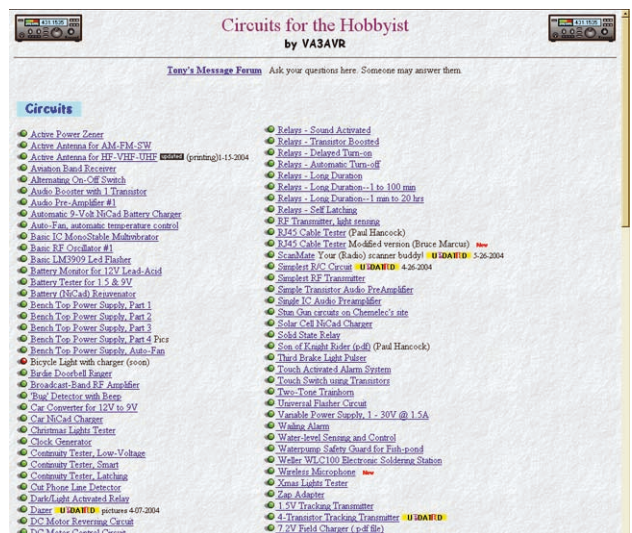 Circuits for the Hobbyist
by VA3AVR
Tony's Message Forum Ask your questions here. Someone may answer them.
Circuits
Active Power Zener
Active Antenna for AM-FM-SW
Active Antenna for HF-VHF-UHF updated (printing)1-15-2004
Aviation Band Receiver
Alternating On-Off Switch
Audio Booster with 1 Transistor
Audio Pre-Amplifier #1
Automatic 9-Volt NiCad Battery Charger
Auto-Fan, automatic temperature control
Basic IC MonoStable Multivibrator
Basic RF Oscillator #1
Basic LM3909 Led Flasher
Battery Monitor for 12V Lead-Acid
Battery Tester for 1.5 & 9V
Battery (NiCad) Rejuvenator
Bench Top Power Supply, Part 1
Bench Top Power Supply, Part 2
Bench Top Power Supply, Part 3
Bench Top Power Supply, Part 4 Pics
Bench Top Power Supply, Auto-Fan
Bicycle Light with charger (soon)
Birdie Doorbell Ringer
Broadcast-Band RF Amplifier
'Bug' Detector with Beep
Car Converter for 12V to 9V
Car NiCad Charger
Christmas Lights Tester
Clock Generator
Continuity Tester, Low-Voltage
Continuity Tester, Smart
Continuity Tester, Latching
Cut Phone Line Detector
Dark/Light Activated Relay
Dazer UPDATED pictures 4-07-2004
DC Motor Reversing Circuit
DC Motor Control Circuit
Relays - Sound Activated
Relays - Transistor Boosted
Relays - Delayed Turn-on
Relays - Automatic Turn-off
Relays - Long Duration
Relays - Long Duration--1 to 100 min
Relays - Long Duration--1 min to 20 hrs
Relays - Self Latching
RF Transmitter, light sensing
RJ45 Cable Tester (Paul Hancock)
RJ45 Cable Tester Modified version (Bruce Marcus) New
ScanMate Your (Radio) scanner buddy! UPDATED 5-26-2004
Simplest R/C Circuit UPDATED 4-26-2004
Simplest RF Transmitter
Simple Transistor Audio PreAmplifier
Single IC Audio Preamplifier
Stun Gun circuits on Chemelec's site
Solar Cell NiCad Charger
Solid State Relay
Son of Knight Rider (pdf) (Paul Hancock)
Third Brake Light Pulser
Touch Activated Alarm System
Touch Switch using Transistors
Two-Tone Trainhorn
Universal Flasher Circuit
Variable Power Supply, 1 - 30V @ 1.5A
Wailing Alarm
Water-level Sensing and Control
Waterpump Safety Guard for Fish-pond
Weller WLC100 Electronic Soldering Station
Wireless Microphone New
Xmas Lights Tester
Zap Adapter
1.5V Tracking Transmitter
4-Transistor Tracking Transmitter UPDATED
7.2V Field Charger (.pdf file)